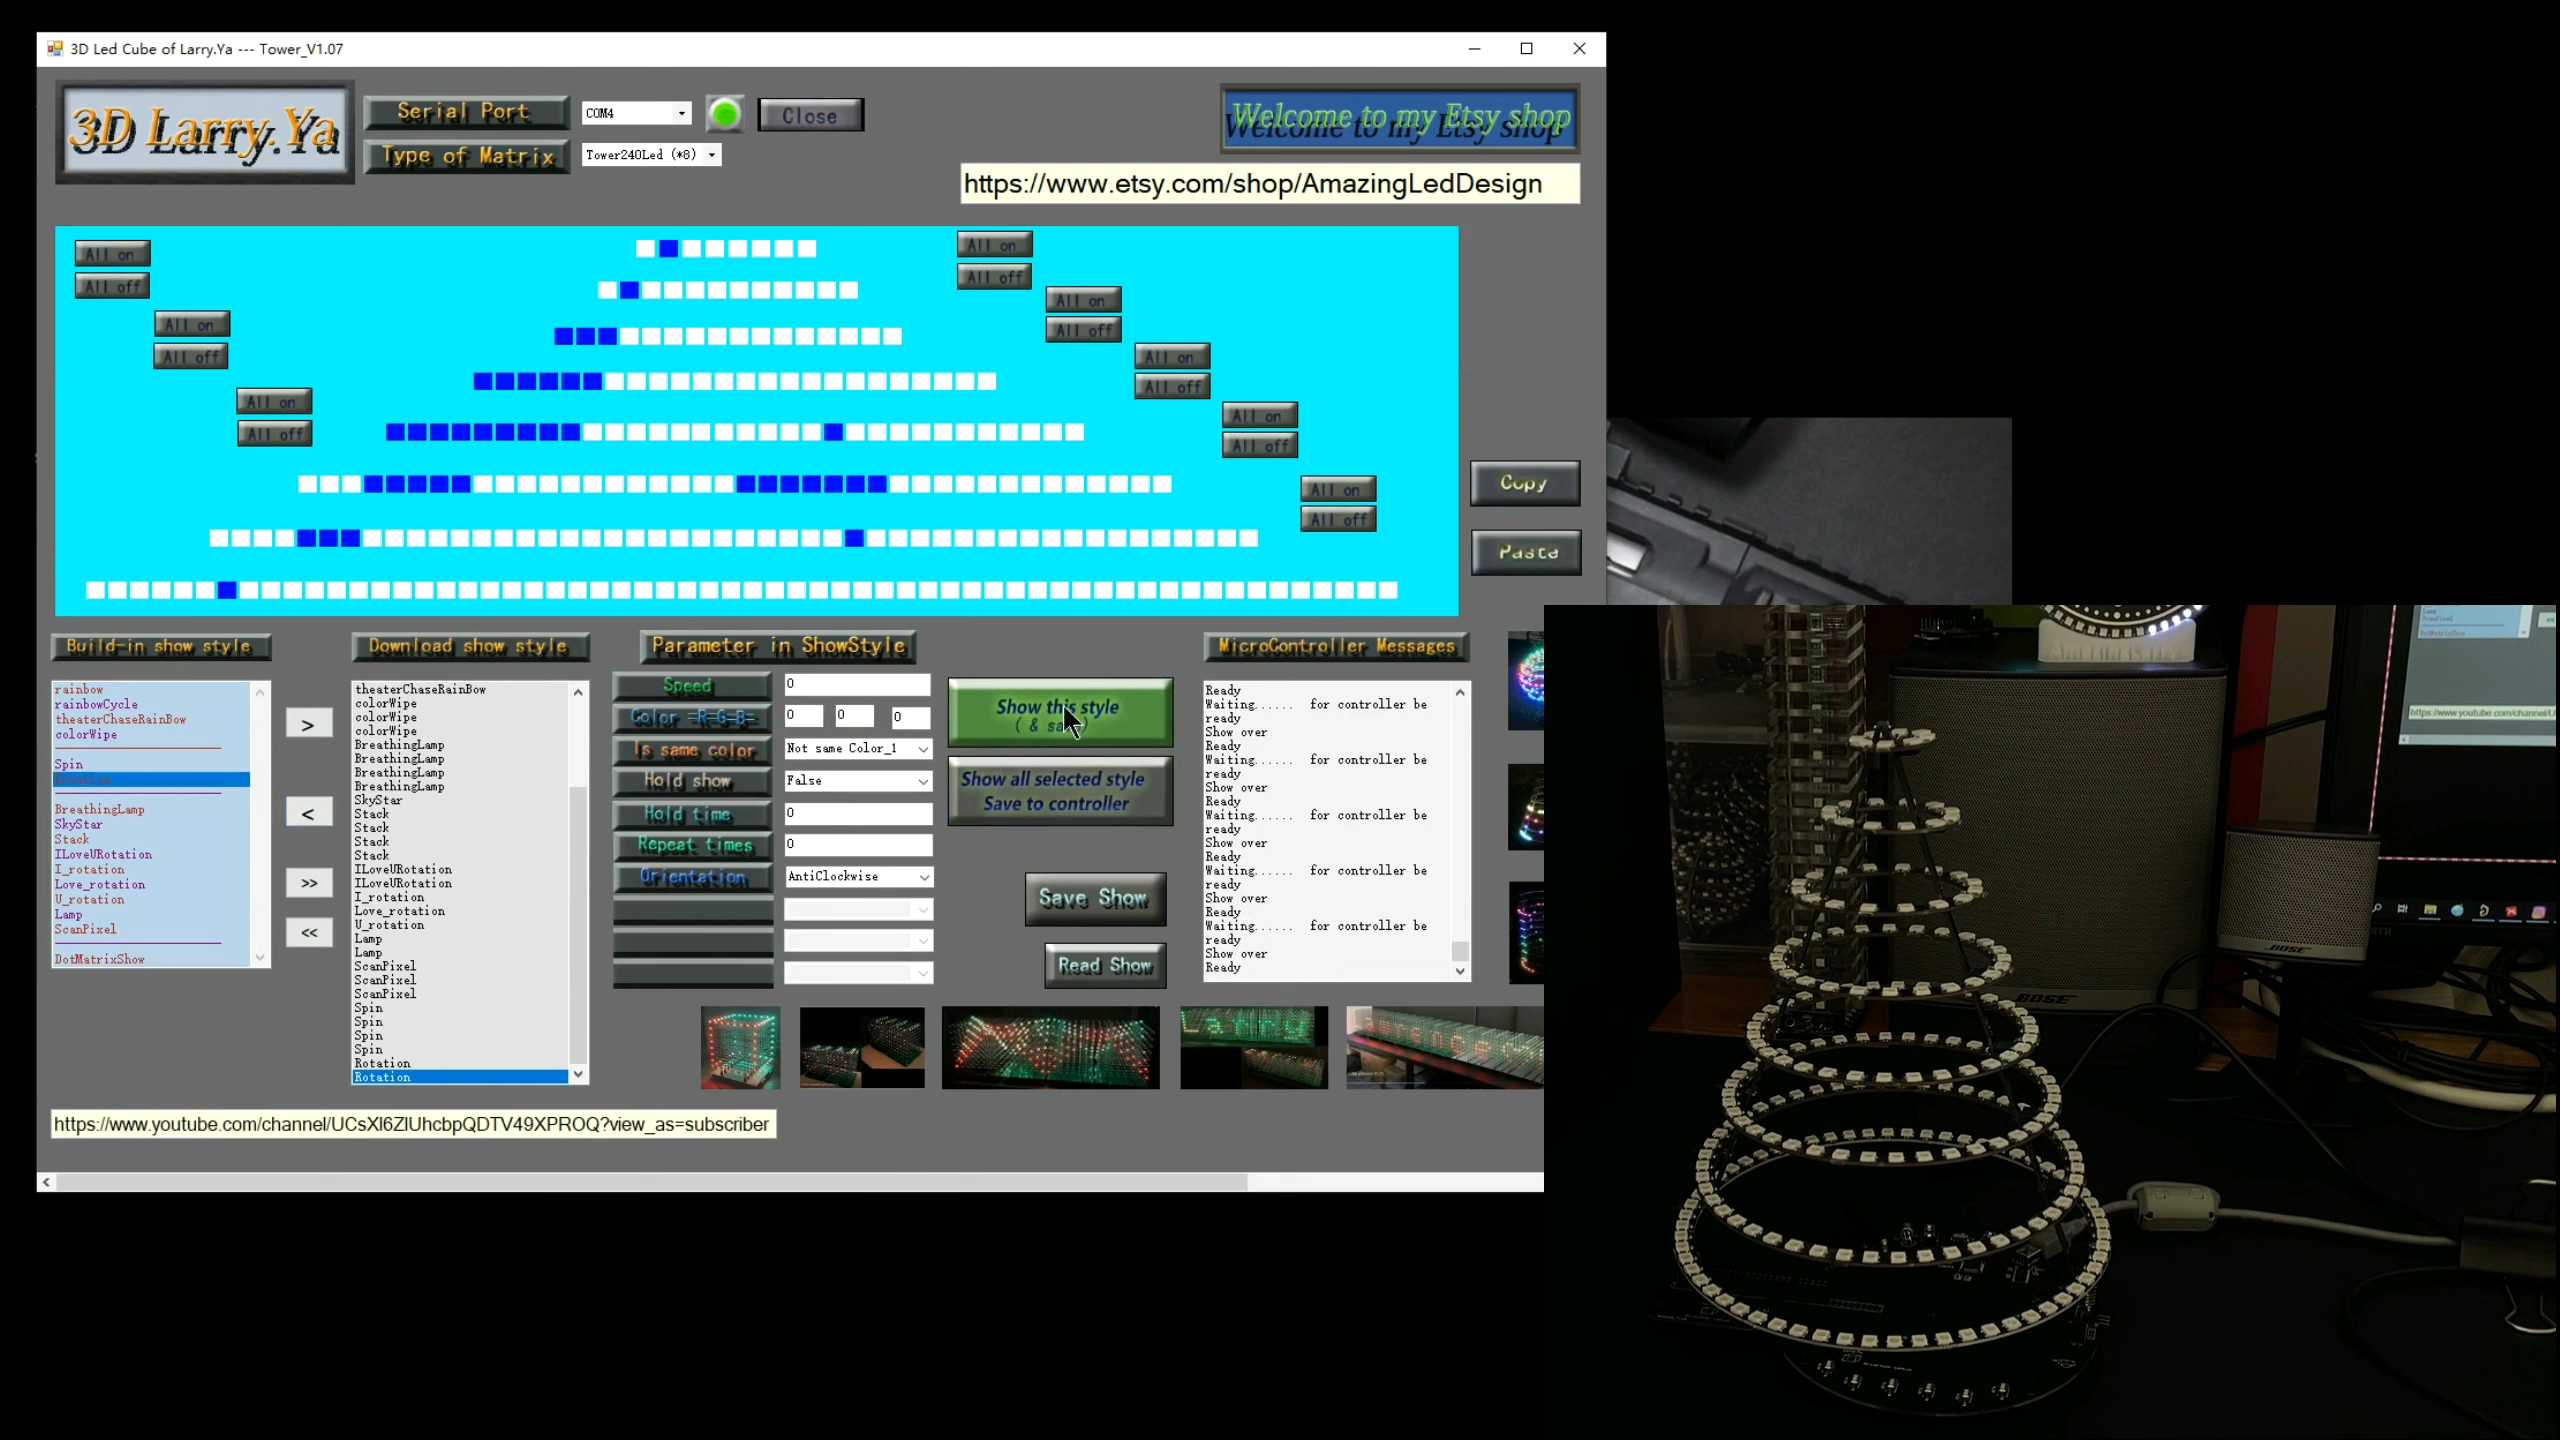 3D Led Cube of Larry.Ya --- Tower_V1.07
3D Larry.Ya
Serial Port
COM4
Close
Type of Matrix
Tower240Led (*8)
Welcome to my Etsy shop
https://www.etsy.com/shop/AmazingLedDesign
All on
All off
All on
All off
All on
All off
All on
All off
All on
All off
All on
All off
All on
All off
All on
All off
Copy
Paste
Build-in show style
rainbow
rainbowCycle
theaterChaseRainBow
colorWipe
Spin
Rotation
BreathingLamp
SkyStar
Stack
ILoveURotation
I_rotation
Love_rotation
U_rotation
Lamp
ScanPixel
DotMatrixShow
>
<
>>
<<
Download show style
theaterChaseRainBow
colorWipe
colorWipe
colorWipe
BreathingLamp
BreathingLamp
BreathingLamp
BreathingLamp
SkyStar
Stack
Stack
Stack
Stack
ILoveURotation
ILoveURotation
I_rotation
Love_rotation
U_rotation
Lamp
Lamp
ScanPixel
ScanPixel
ScanPixel
Spin
Spin
Spin
Spin
Rotation
Rotation
Parameter in ShowStyle
Speed
0
Color =R=G=B=
0 0 0
Is same color
Not same Color_1
Hold show
False
Hold time
0
Repeat times
0
Orientation
AntiClockwise
Show this style
( & save)
Show all selected style
Save to controller
Save Show
Read Show
MicroController Messages
Ready
Waiting...... for controller be
ready
Show over
Ready
Waiting...... for controller be
ready
Show over
Ready
Waiting...... for controller be
ready
Show over
Ready
Waiting...... for controller be
ready
Show over
Ready
Waiting...... for controller be
ready
Show over
Ready
Larry
https://www.youtube.com/channel/UCsXl6ZlUhcbpQDTV49XPROQ?view_as=subscriber
BOSE
BOSE